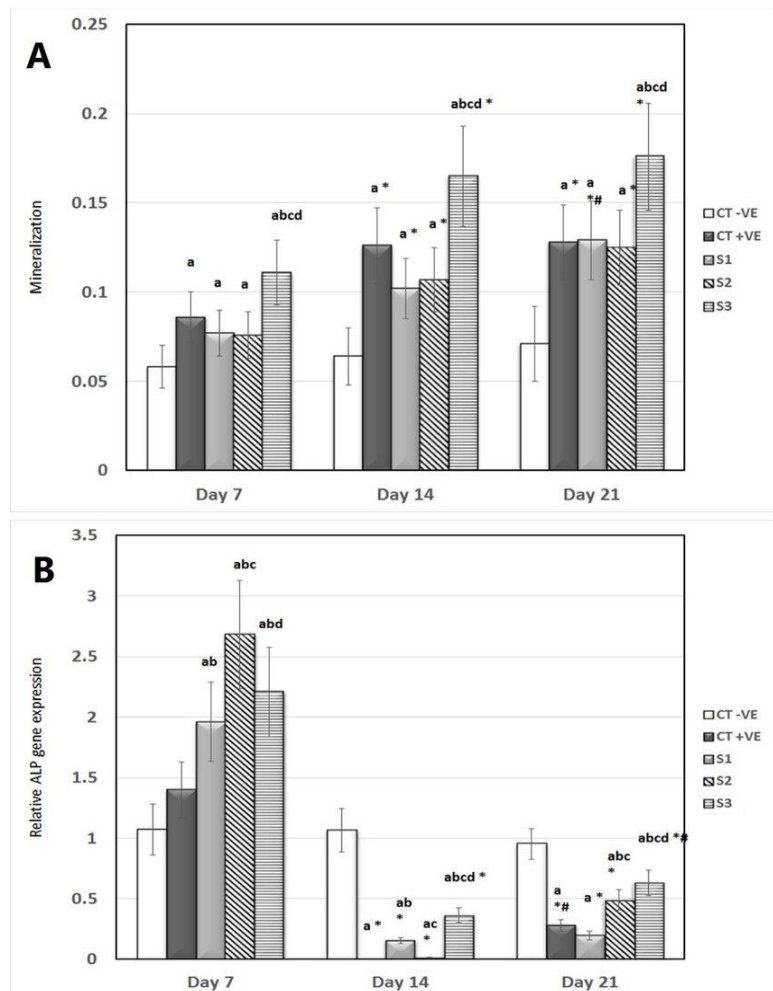 A
0.25
0.2
0.15
0.1
0.05
0
Mineralization
a
a
a
abcd
a *
a *
a *
abcd *
a *
a
*#
a *
abcd
*
Day 7
Day 14
Day 21
CT -VE
CT +VE
S1
S2
S3
B
3.5
3
2.5
2
1.5
1
0.5
0
Relative ALP gene expression
ab
abc
abd
a *
ab
*
ac
*
abcd *
a
*#
a *
abc
*
abcd *#
Day 7
Day 14
Day 21
CT -VE
CT +VE
S1
S2
S3